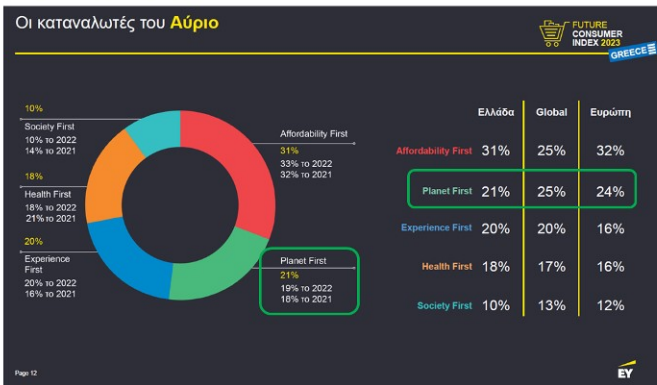 Οι καταναλωτές του Αύριο
FUTURE
CONSUMER
INDEX 2023
GREECE
10%
Society First
10% το 2022
14% το 2021
18%
Health First
18% το 2022
21% το 2021
20%
Experience
First
20% το 2022
16% το 2021
Affordability First
31%
33% το 2022
32% το 2021
Planet First
21%
19% το 2022
18% το 2021
Ελλάδα Global Ευρώπη
Affordability First 31% 25% 32%
Planet First 21% 25% 24%
Experience First 20% 20% 16%
Health First 18% 17% 16%
Society First 10% 13% 12%
Page 12
EY